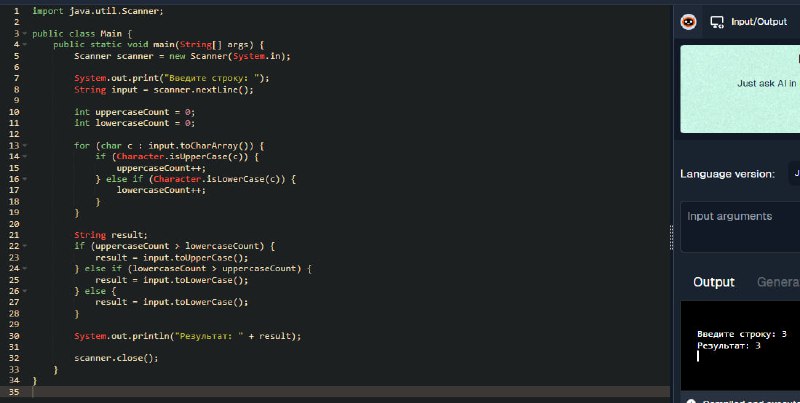 1 import java.util.Scanner;
2
3 public class Main {
4 public static void main(String[] args) {
5 Scanner scanner = new Scanner(System.in);
6
7 System.out.print("Введите строку: ");
8 String input = scanner.nextLine();
9
10 int uppercaseCount = 0;
11 int lowercaseCount = 0;
12
13 for (char c : input.toCharArray()) {
14 if (Character.isUpperCase(c)) {
15 uppercaseCount++;
16 } else if (Character.isLowerCase(c)) {
17 lowercaseCount++;
18 }
19 }
20
21 String result;
22 if (uppercaseCount > lowercaseCount) {
23 result = input.toUpperCase();
24 } else if (lowercaseCount > uppercaseCount) {
25 result = input.toLowerCase();
26 } else {
27 result = input.toLowerCase();
28 }
29
30 System.out.println("Результат: " + result);
31
32 scanner.close();
33 }
34 }
35
Input/Output
Just ask AI in
Language version:
Input arguments
Output Genera
Введите строку: 3
Результат: 3